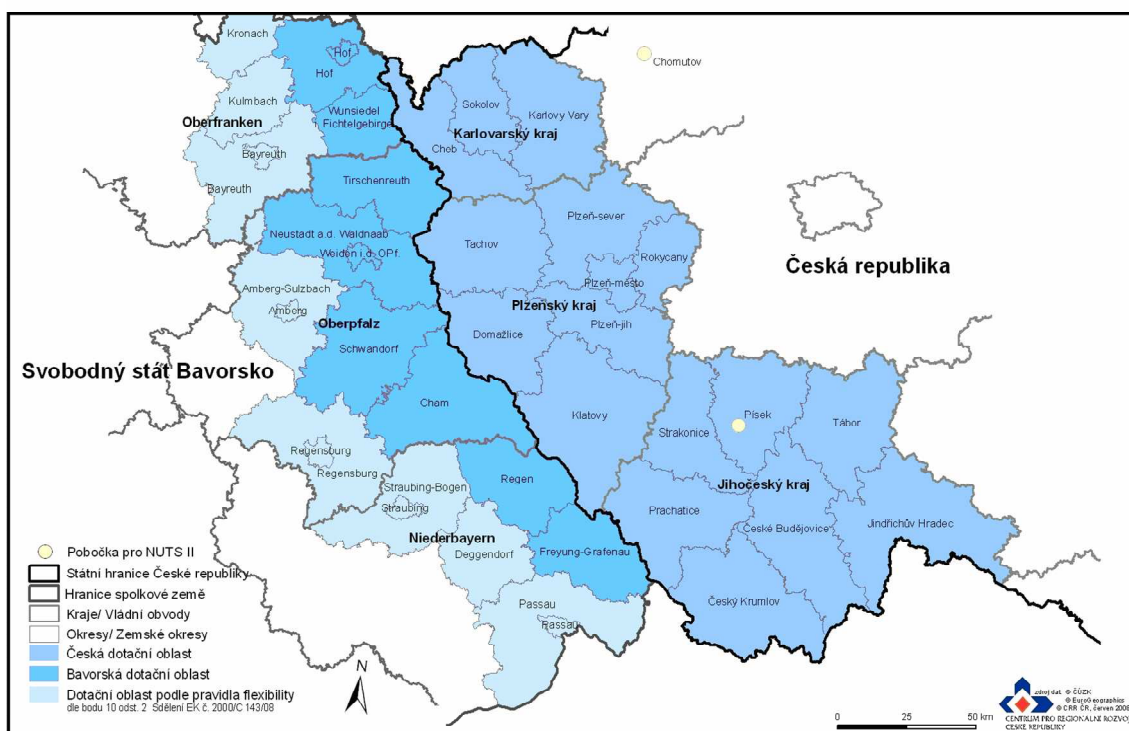 Kronach
Hof
Hof
Chomutov
Kulmbach
Sokolov
Karlovy Vary
Wunsiedel
Fichtelgebirge
Oberfranken
Karlovarský kraj
Cheb
Bayreuth
Bayreuth
Tirschenreuth
Plzeň-sever
Neustadt a.d. Waldnaab
Tachov
Rokycany
Weiden i.d. OPf.
Česká republika
Plzeň-město
Amberg-Gulzbach
Amberg
Plzeňský kraj
Oberpfalz
Plzeň-jih
Domažlice
Schwandorf
Svobodný stát Bavorsko
Cham
Klatovy
Písek
Tábor
Strakonice
Regensburg
Regensburg
Regen
Straubing-Bogen
Jihočeský kraj
Straubing
Prachatice
České Budějovice
Jindřichův Hradec
Niederbayern
Deggendorf
Freyung-Grafenau
Český Krumlov
Passau
Passau
Pobočka pro NUTS II
Státní hranice České republiky
Hranice spolkové země
Kraje/ Vládní obvody
Okresy/ Zemské okresy
Česká dotační oblast
Bavorská dotační oblast
Dotační oblast podle pravidla flexibility
dle bodu 10 odst. 2 Sdělení EK č. 2000/C 143/08
N
0 25 50 km
zdroj dat: © ČÚZK
© EuroGeographics
© CRR ČR, červen 2008
CENTRUM PRO REGIONÁLNÍ ROZVOJ
ČESKÉ REPUBLIKY